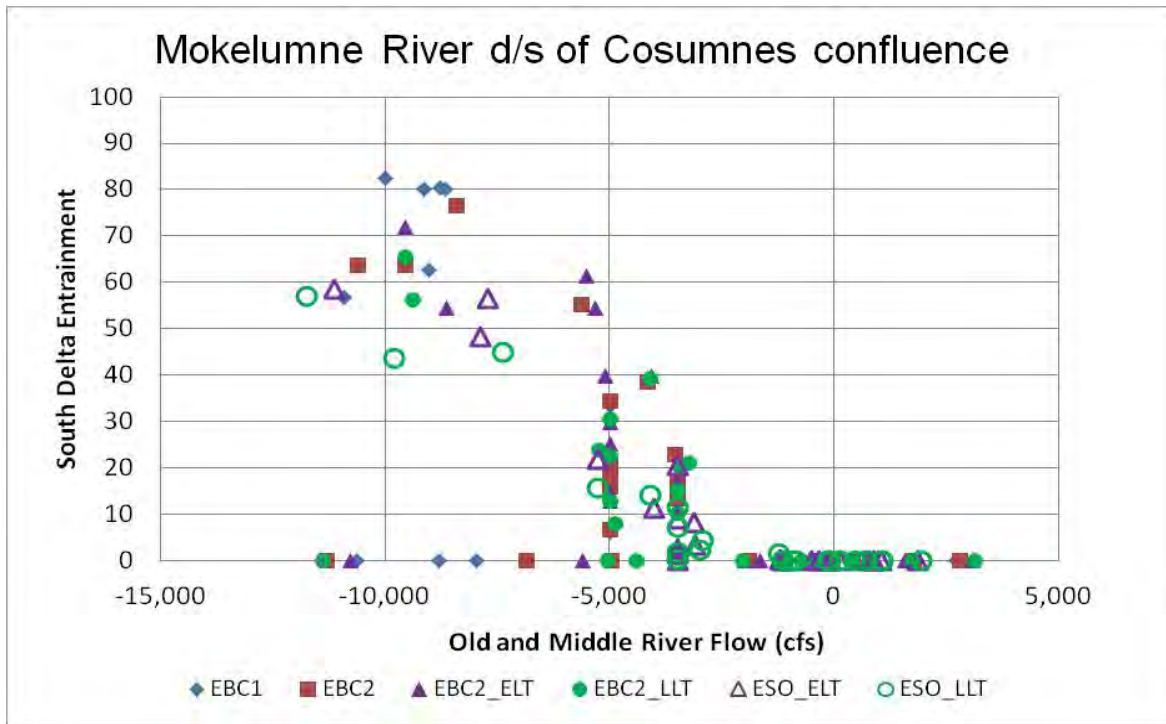 Mokelumne River d/s of Cosumnes confluence
100
90
80
70
60
50
40
30
20
10
0
South Delta Entrainment
-15,000 -10,000 -5,000 0 5,000
Old and Middle River Flow (cfs)
EBC1 EBC2 EBC2_ELT EBC2_LLT ESO_ELT ESO_LLT